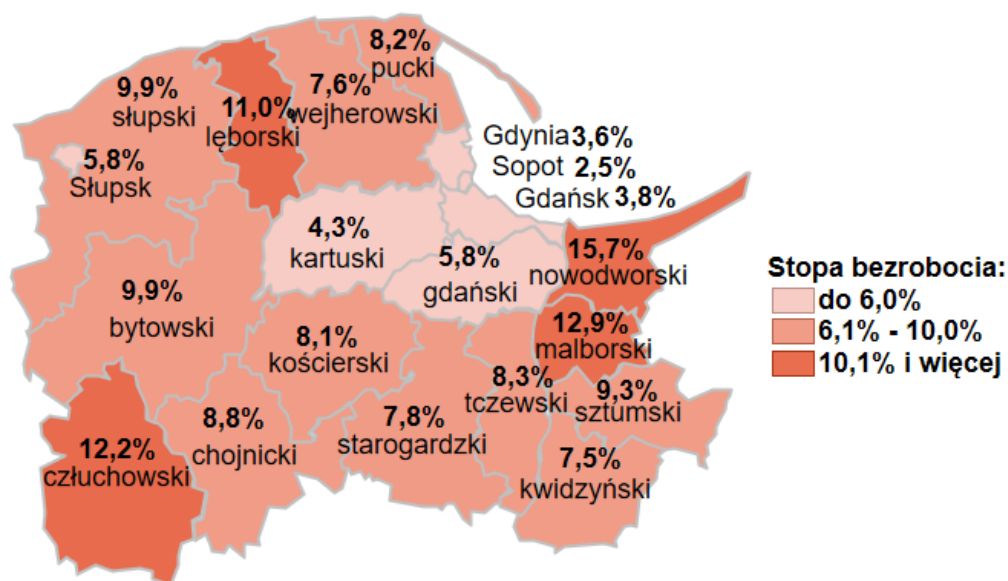 8,2%
pucki
9,9%
słupski
7,6%
wejherowski
11,0%
lęborski
Gdynia 3,6%
Sopot 2,5%
Gdańsk 3,8%
5,8%
Słupsk
4,3%
kartuski
5,8%
gdański
15,7%
nowodworski
9,9%
bytowski
12,9%
malborski
8,1%
kościerski
8,3%
tczewski
9,3%
sztumski
8,8%
chojnicki
7,8%
starogardzki
12,2%
człuchowski
7,5%
kwidzyński
Stopa bezrobocia:
do 6,0%
6,1% - 10,0%
10,1% i więcej